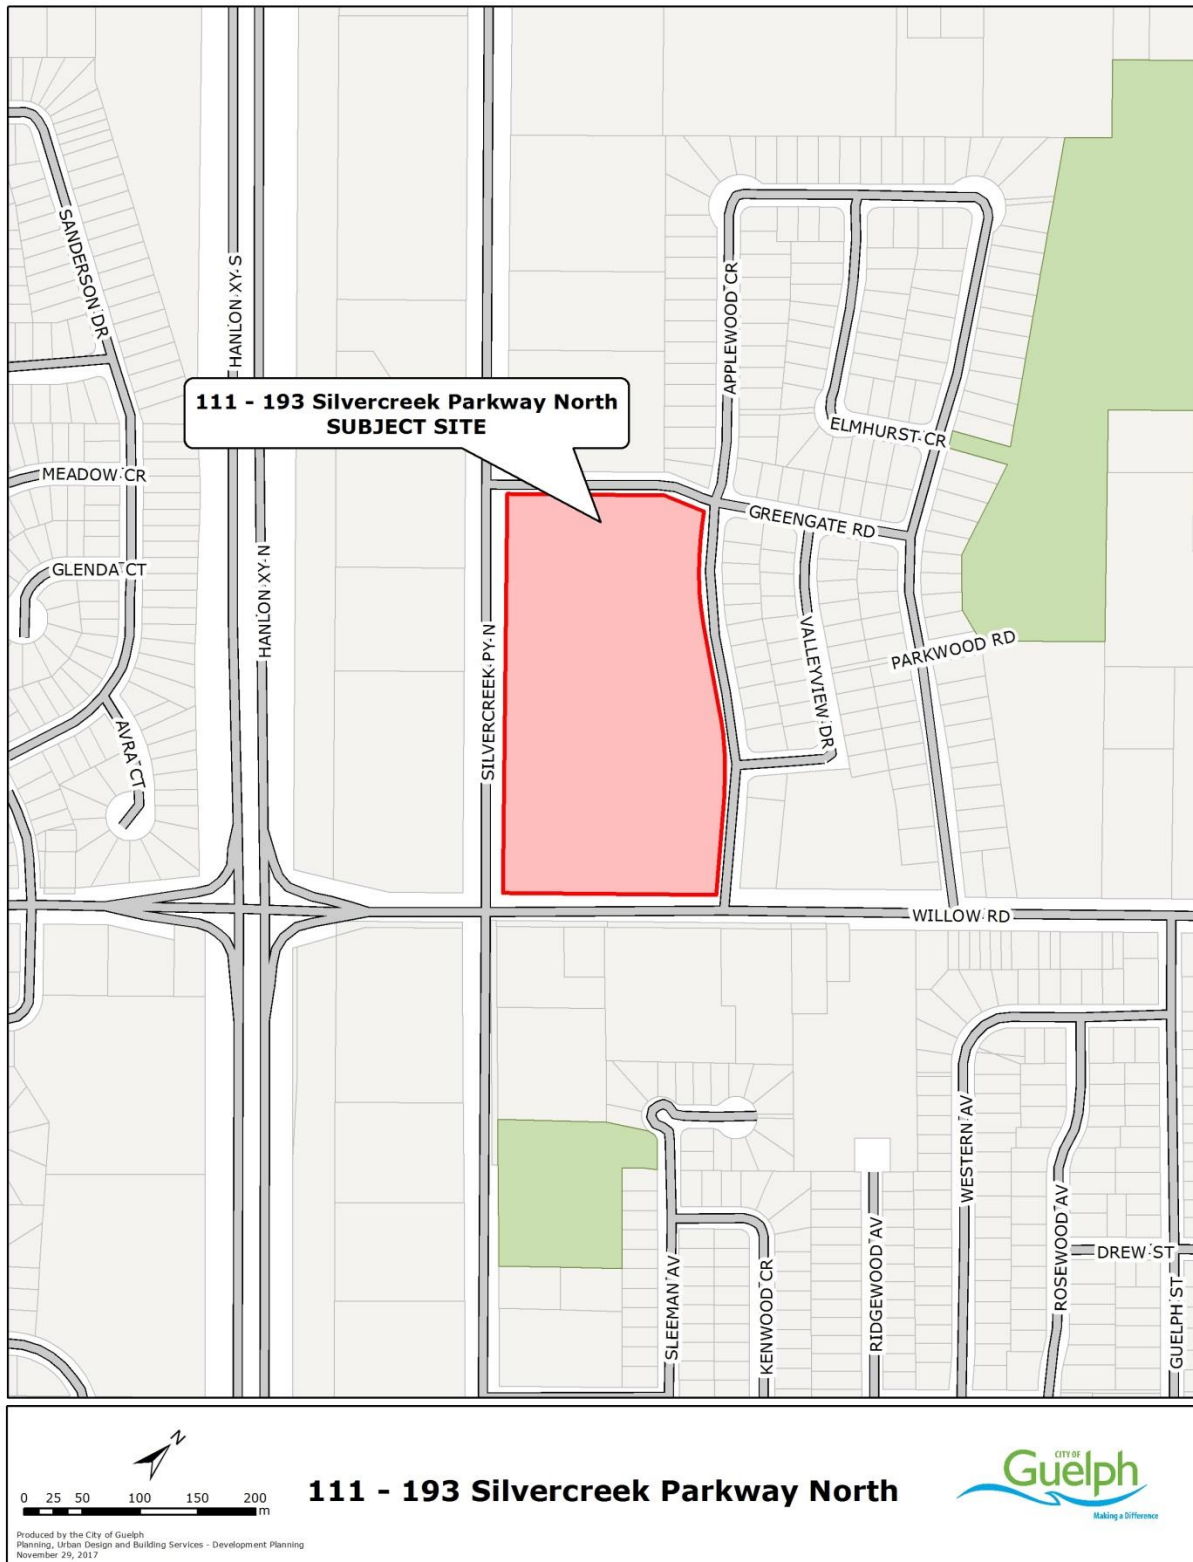 SANDERSON DR
HANLON XY S
APPLEWOOD CR
111 - 193 Silvercreek Parkway North
SUBJECT SITE
ELMHURST CR
MEADOW CR
GREENGATE RD
GLENDA CT
HANLON XY N
SILVERCREEK PY N
VALLEYVIEW DR
PARKWOOD RD
AVRA CT
WILLOW RD
WESTERN AV
SLEEMAN AV
KENWOOD CR
RIDGEWOOD AV
ROSEWOOD AV
DREW ST
GUELPH ST
N
0 25 50 100 150 200
m
111 - 193 Silvercreek Parkway North
CITY OF
Guelph
Making a Difference
Produced by the City of Guelph
Planning, Urban Design and Building Services - Development Planning
November 29, 2017